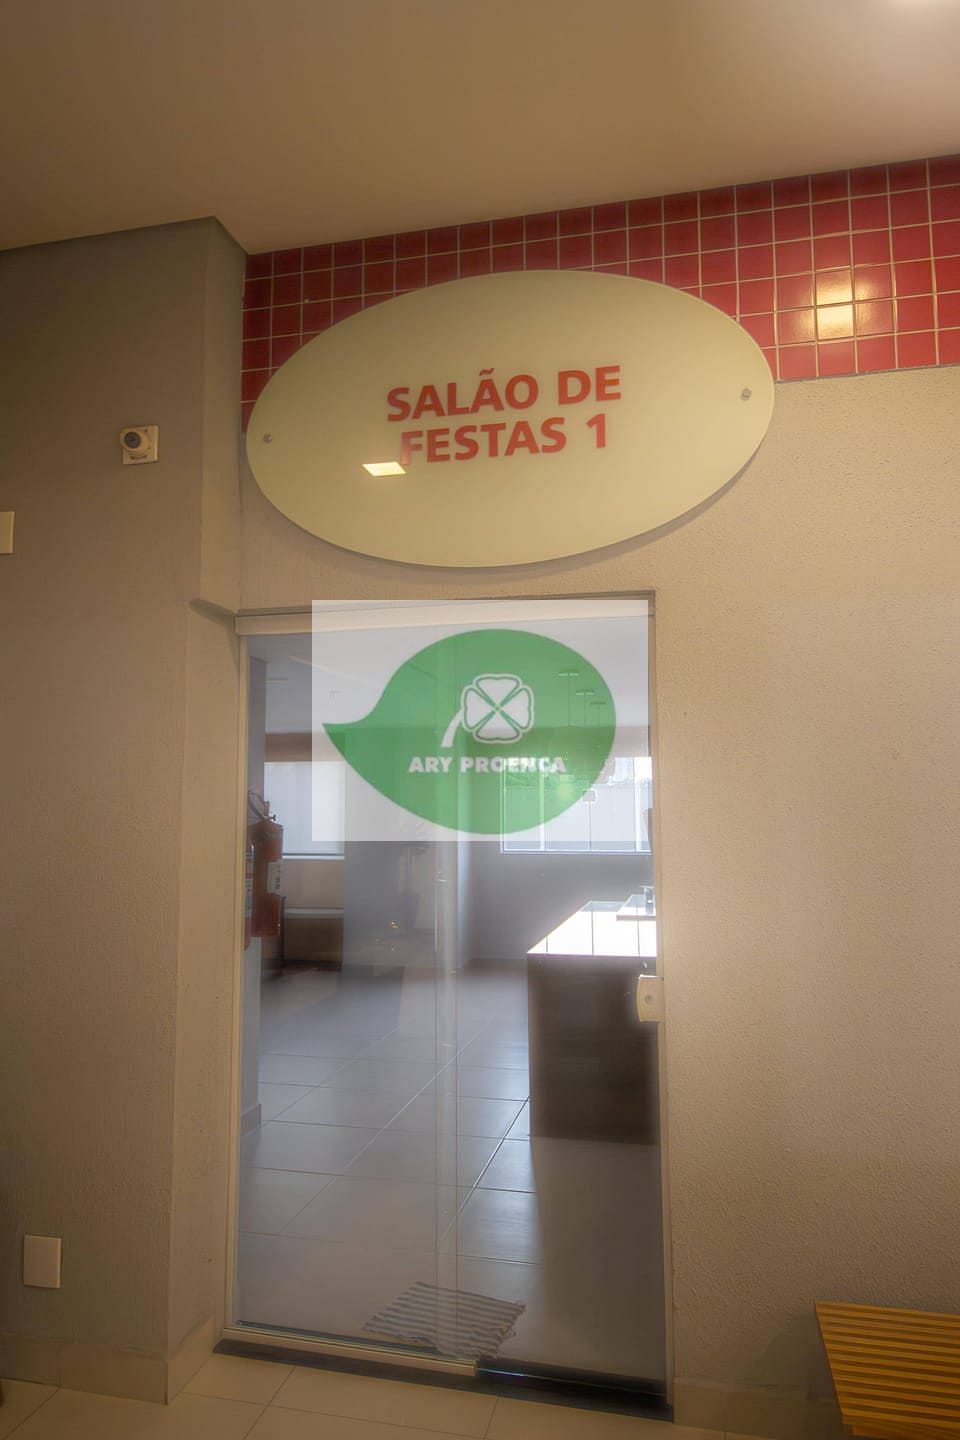 SALÃO DE
FESTAS 1
ARY PROENÇA